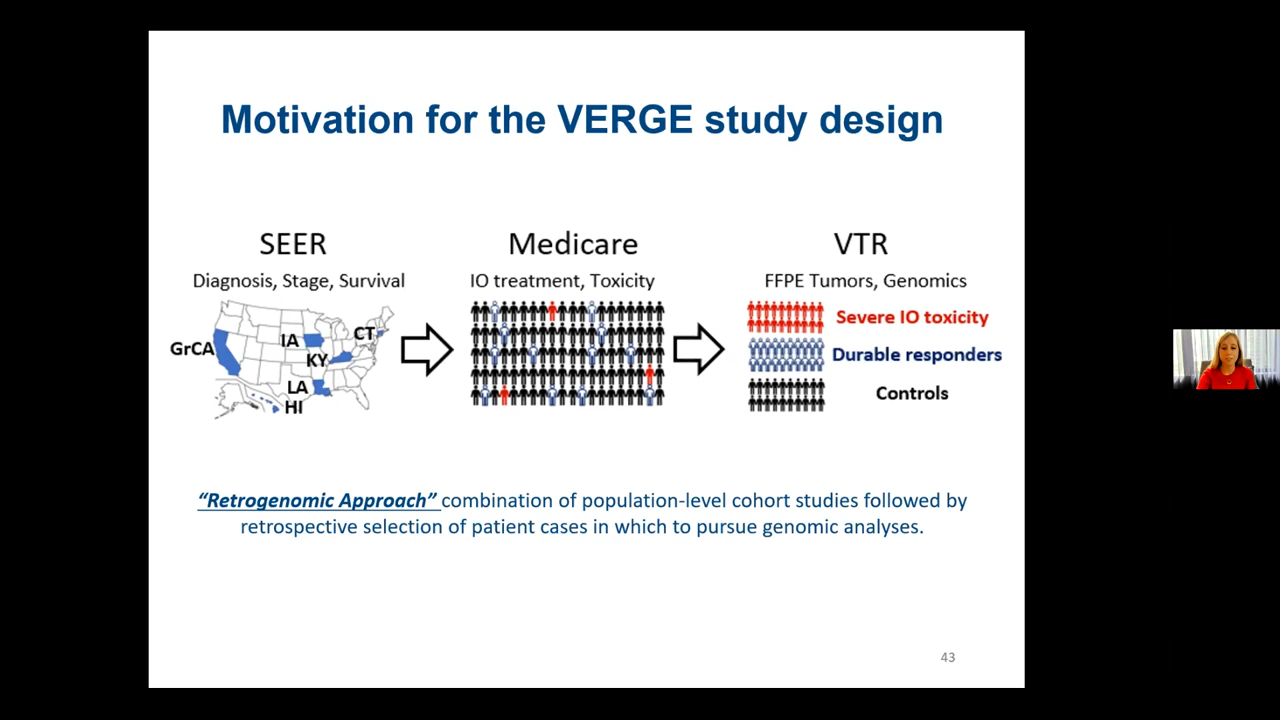 Motivation for the VERGE study design
SEER
Diagnosis, Stage, Survival
GrCA
IA
KY
CT
LA
HI
Medicare
IO treatment, Toxicity
VTR
FFPE Tumors, Genomics
Severe IO toxicity
Durable responders
Controls
“Retrogenomic Approach” combination of population-level cohort studies followed by
retrospective selection of patient cases in which to pursue genomic analyses.
43